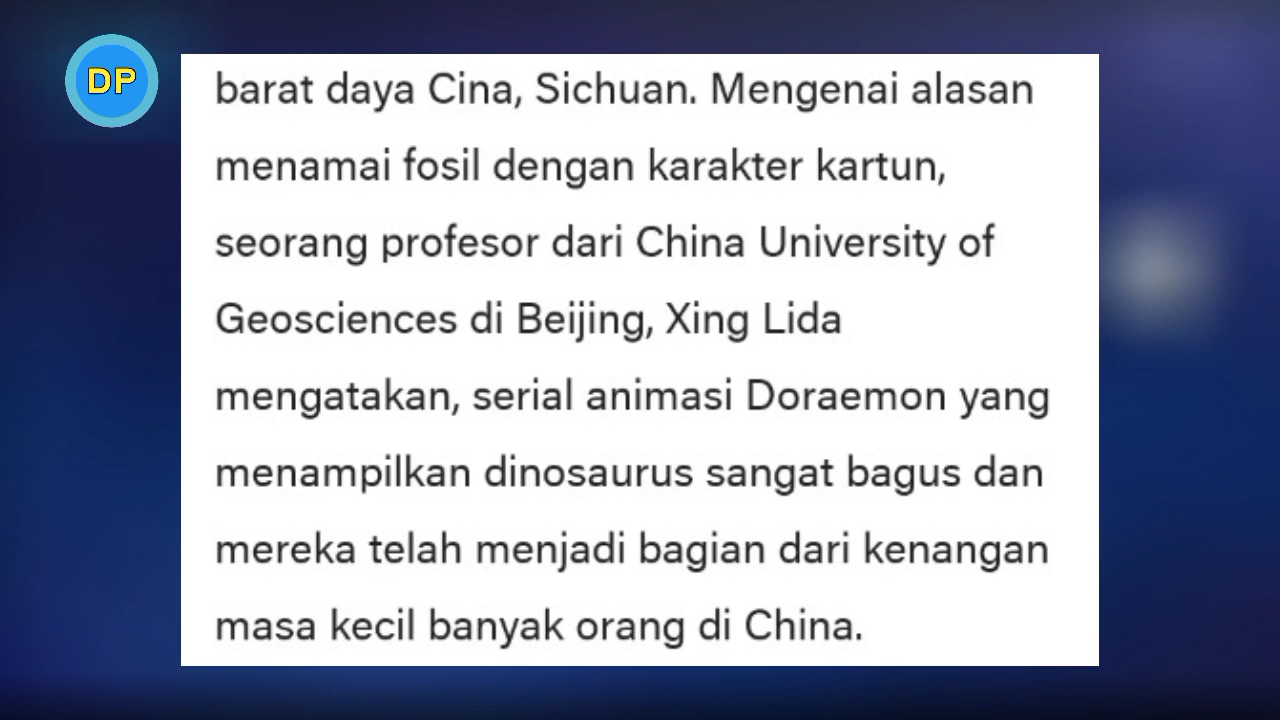 DP
barat daya Cina, Sichuan. Mengenai alasan
menamai fosil dengan karakter kartun,
seorang profesor dari China University of
Geosciences di Beijing, Xing Lida
mengatakan, serial animasi Doraemon yang
menampilkan dinosaurus sangat bagus dan
mereka telah menjadi bagian dari kenangan
masa kecil banyak orang di China.